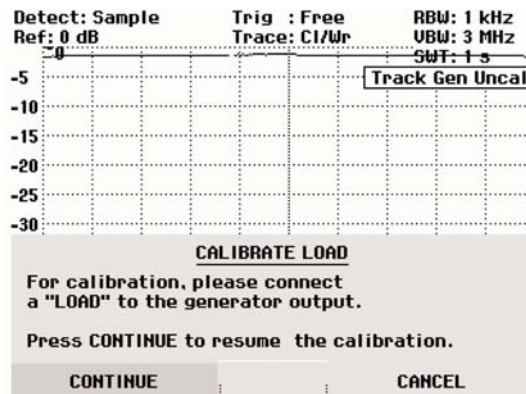 Detect: Sample Trig : Free RBW: 1 kHz
Ref: 0 dB Trace: Cl/Wr VBW: 3 MHz
SWT: 1 s
0
Track Gen Uncal
-5
-10
-15
-20
-25
-30
CALIBRATE LOAD
For calibration, please connect
a "LOAD" to the generator output.
Press CONTINUE to resume the calibration.
CONTINUE CANCEL